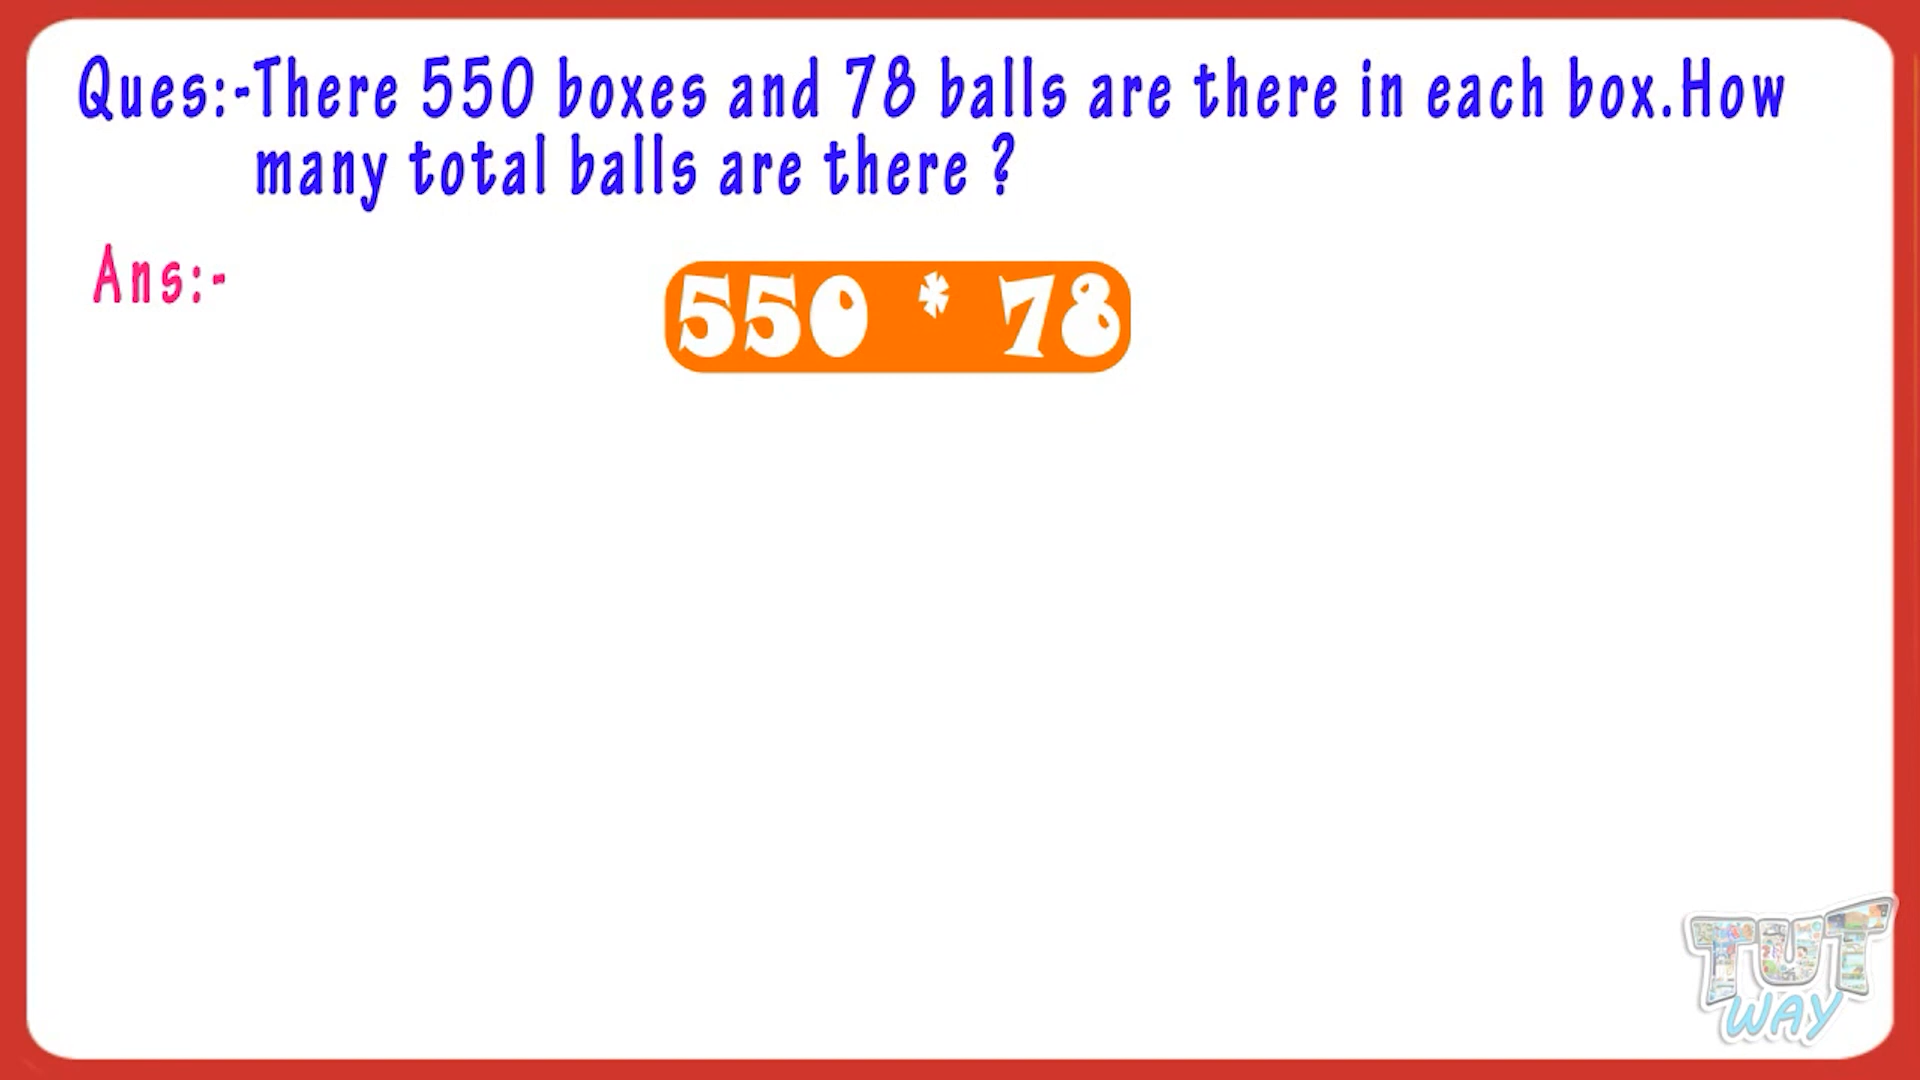 Ques:-There 550 boxes and 78 balls are there in each box.How
many total balls are there ?
Ans:-
550 * 78
TUT
WAY